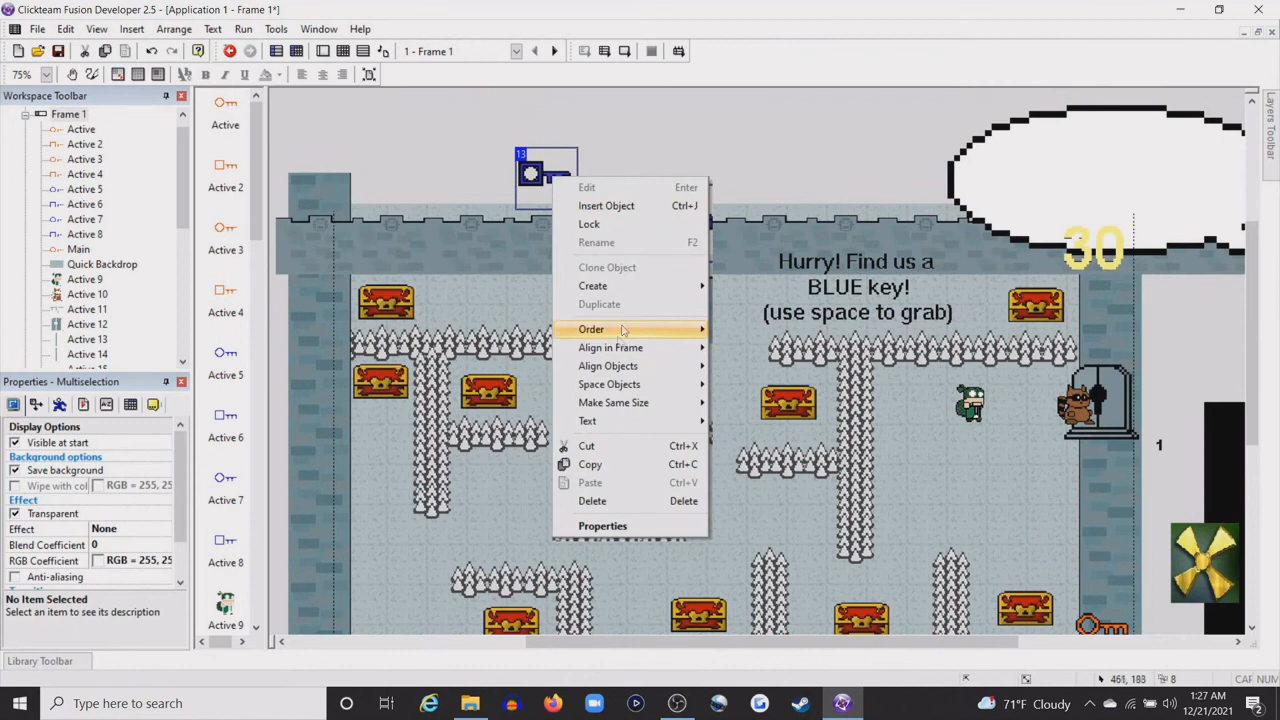 Clickteam Fusion Developer 2.5 - [Application 1 - Frame 1*]
File Edit View Insert Arrange Text Run Tools Window Help
1 - Frame 1
75%
B I U
Workspace Toolbar
Frame 1
Active
Active 2
Active 3
Active 4
Active 5
Active 6
Active 7
Active 8
Main
Quick Backdrop
Active 9
Active 10
Active 11
Active 12
Active 13
Active 14
Properties - Multiselection
Display Options
Visible at start
Background options
Save background
Wipe with col RGB = 255, 25
Effect
Transparent
Effect None
Blend Coefficient 0
RGB Coefficient RGB = 255, 25
Anti-aliasing
No Item Selected
Select an item to see its description
Library Toolbar
Active
Active 2
Active 3
Active 4
Active 5
Active 6
Active 7
Active 8
Active 9
13
Edit Enter
Insert Object Ctrl+J
Lock
Rename F2
Clone Object
Create
Duplicate
Order
Align in Frame
Align Objects
Space Objects
Make Same Size
Text
Cut Ctrl+X
Copy Ctrl+C
Paste Ctrl+V
Delete Delete
Properties
Hurry! Find us a
BLUE key!
(use space to grab)
30
1
Layers Toolbar
461, 183
8
CAF NUM
Type here to search
71°F Cloudy
1:27 AM
12/21/2021